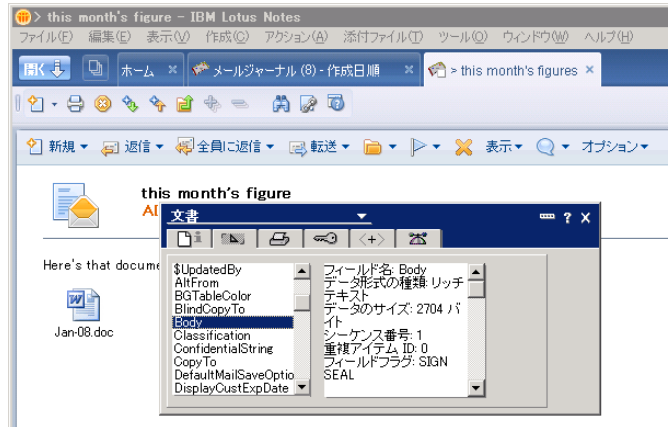 > this month's figure - IBM Lotus Notes
ファイル(F) 編集(E) 表示(V) 作成(C) アクション(A) 添付ファイル(T) ツール(O) ウィンドウ(W) ヘルプ(H)
開く ホーム × メールジャーナル (8) - 作成日順 × > this month's figures ×
新規 返信 全員に返信 転送 表示 オプション
this month's figure
文書 ? X
Here's that docume
Jan-08.doc
$UpdatedBy
AltFrom
BGTableColor
BlindCopyTo
Body
Classification
ConfidentialString
CopyTo
DefaultMailSaveOptio
DisplayCustExpDate
フィールド名: Body
データ形式の種類: リッチ
テキスト
データのサイズ: 2704 バ
イト
シーケンス番号: 1
重複アイテム ID: 0
フィールドフラグ: SIGN
SEAL